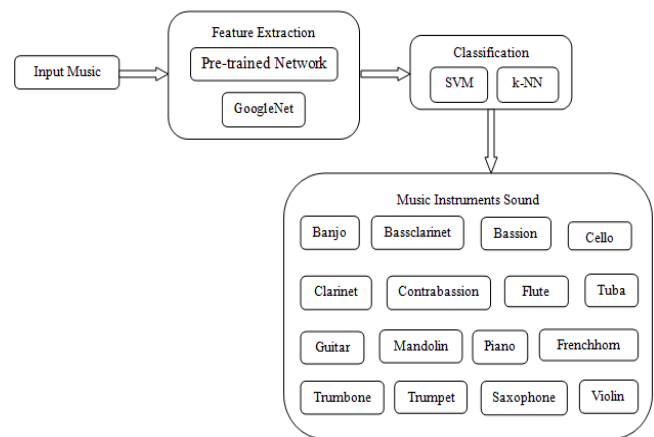 Input Music
Feature Extraction
Pre-trained Network
GoogleNet
Classification
SVM
k-NN
Music Instruments Sound
Banjo
Bassclarinet
Bassion
Cello
Clarinet
Contrabassion
Flute
Tuba
Guitar
Mandolin
Piano
Frenchhorn
Trumbone
Trumpet
Saxophone
Violin